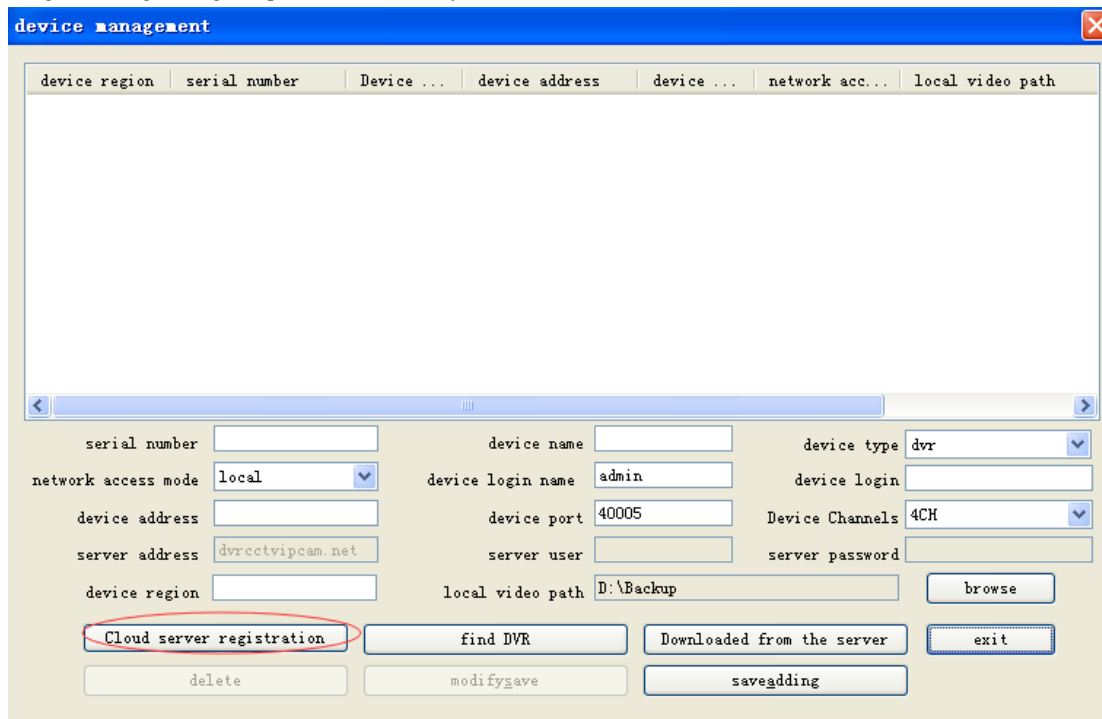 device management
device region serial number Device ... device address device ... network acc... local video path
serial number device name device type dvr
network access mode local device login name admin device login
device address device port 40005 Device Channels 4CH
server address dvrcctvipcam.net server user server password
device region local video path D:\Backup browse
Cloud server registration find DVR Downloaded from the server exit
delete modifysave saveadding